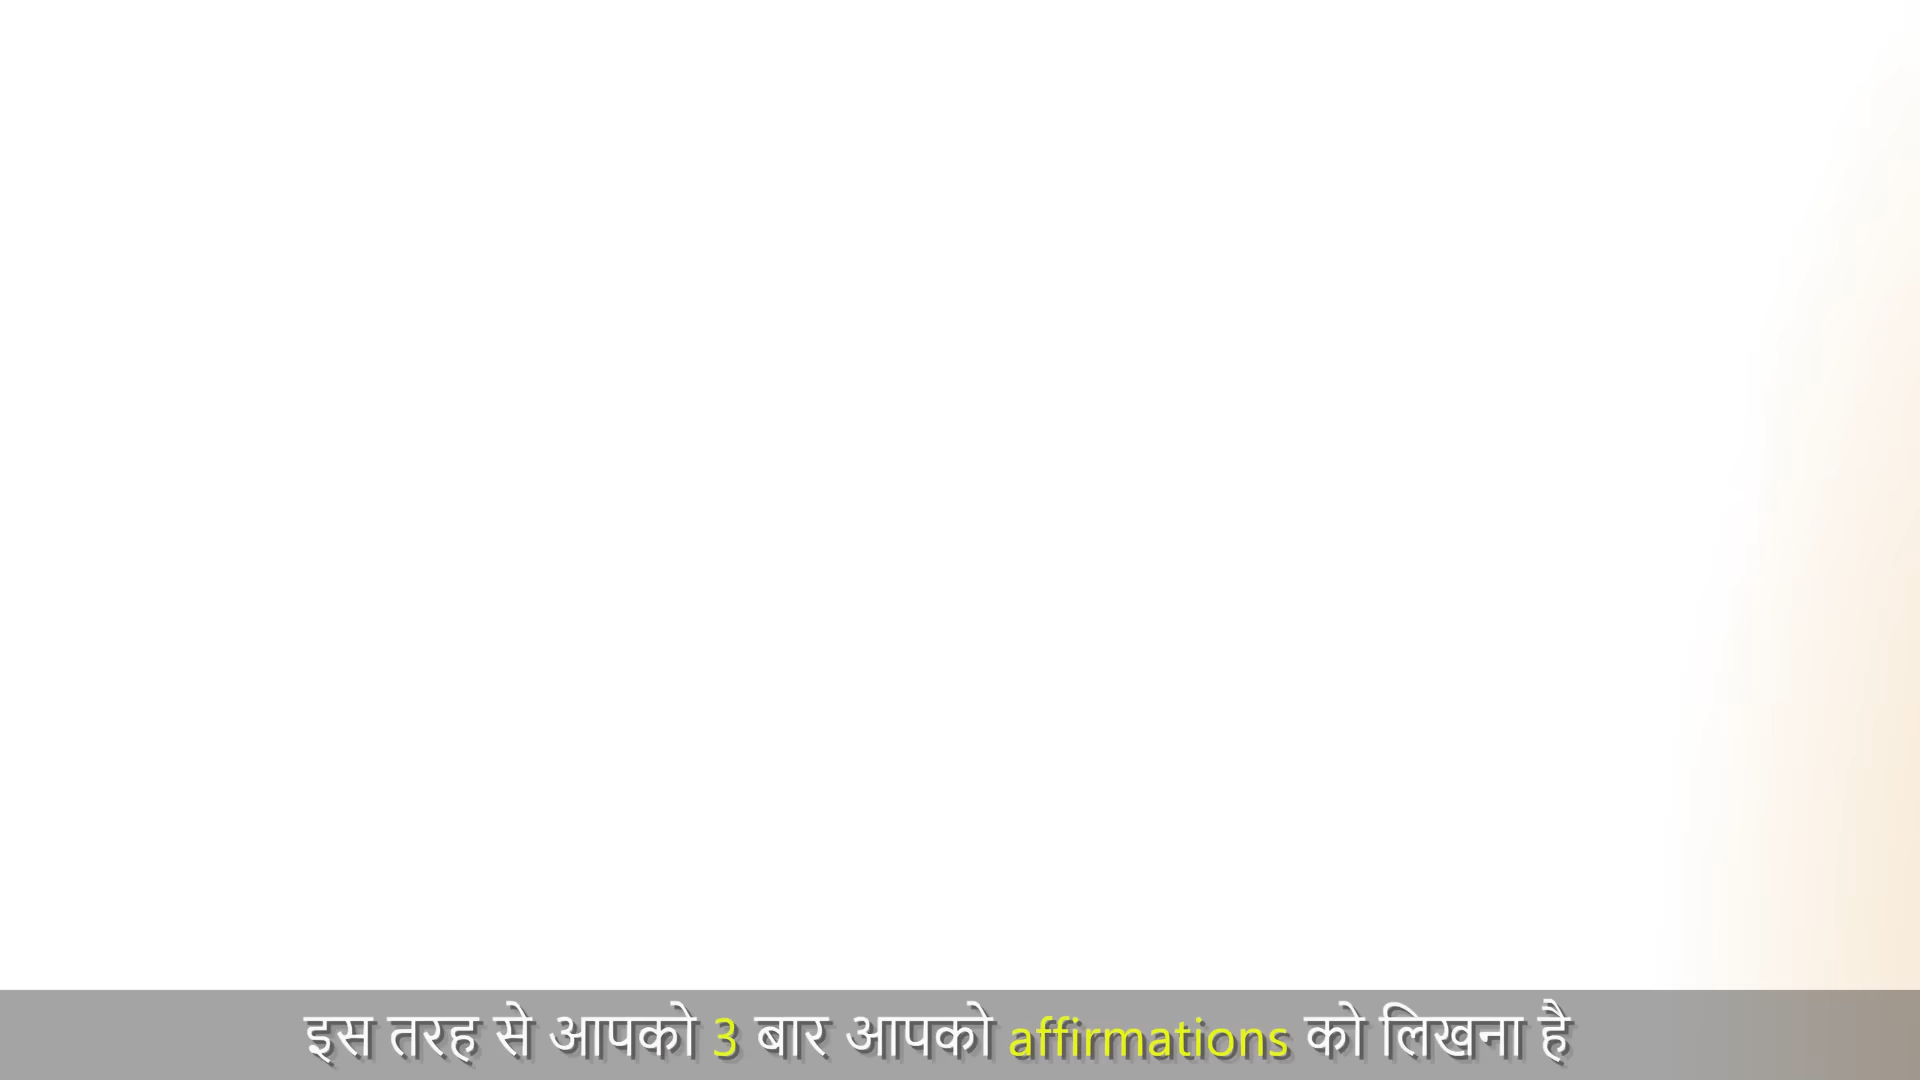 इस तरह से आपको 3 बार आपको affirmations को लिखना है